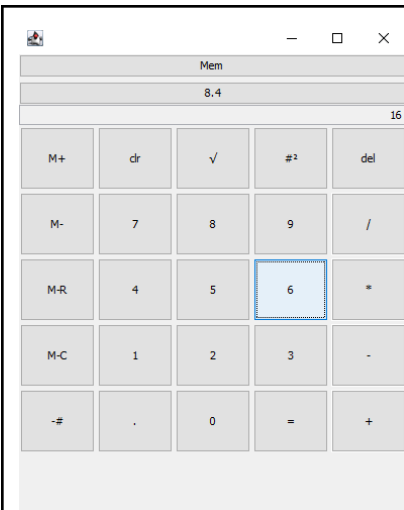 Mem
8.4
16
M+ clr √ #² del
M- 7 8 9 /
M-R 4 5 6 *
M-C 1 2 3 -
-# . 0 = +